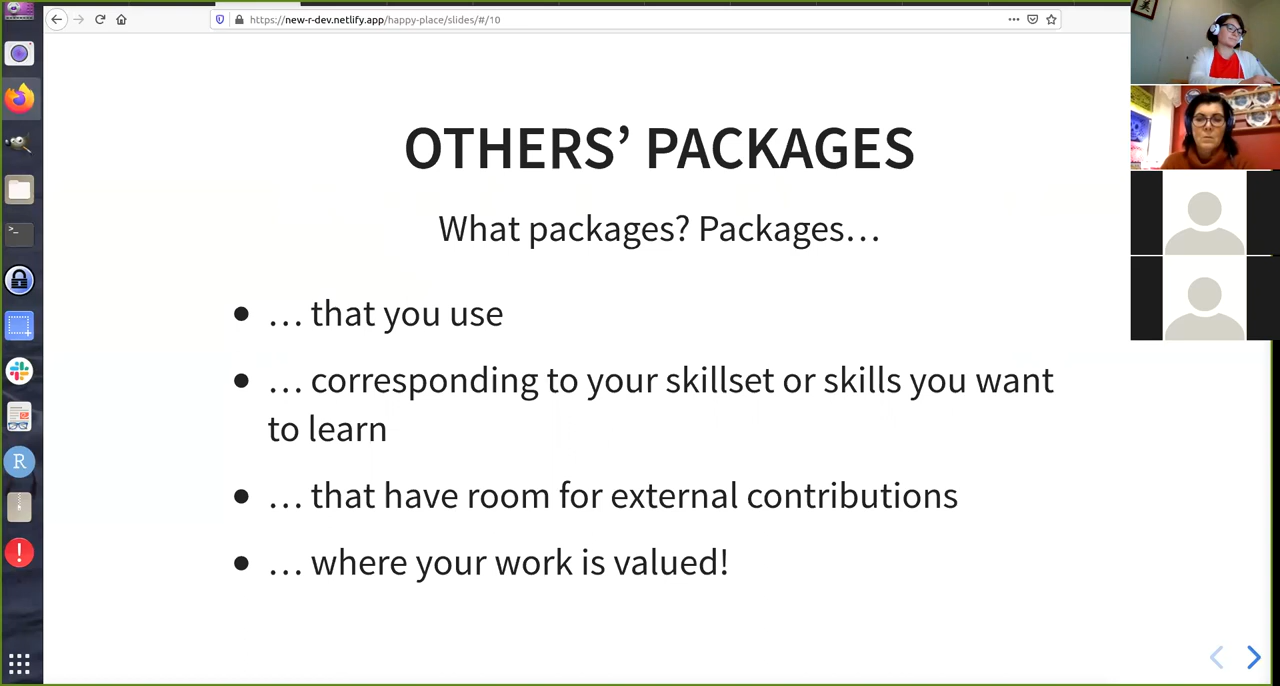 https://new-r-dev.netlify.app/happy-place/slides/#/10
OTHERS’ PACKAGES
What packages? Packages…
… that you use
… corresponding to your skillset or skills you want
to learn
… that have room for external contributions
… where your work is valued!
>_
R
!